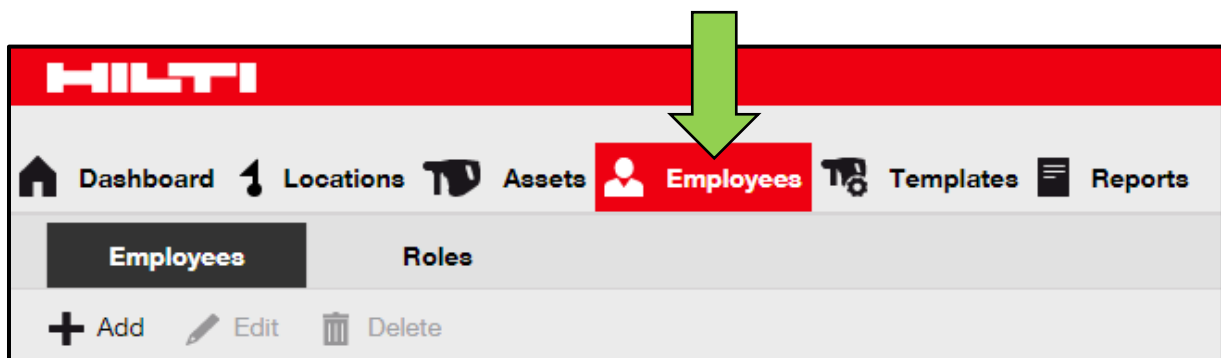 HILTI
Dashboard Locations Assets Employees Templates Reports
Employees Roles
Add Edit Delete